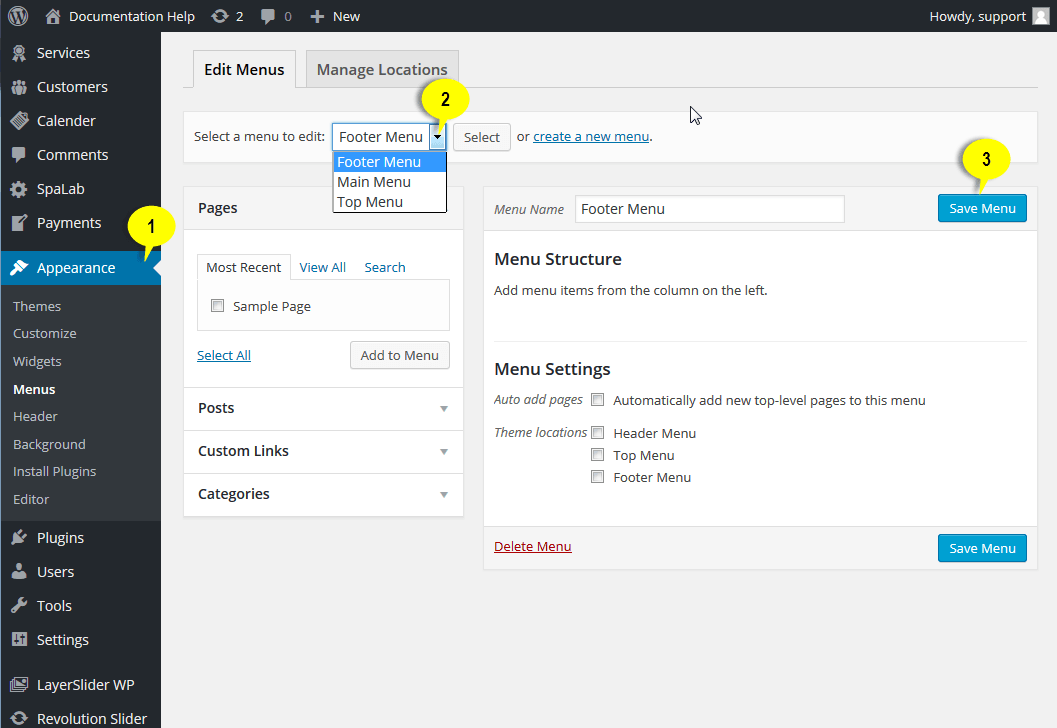 Documentation Help 2 0 New Howdy, support
Services
Customers
Calender
Comments
SpaLab
Payments
1
Appearance
Themes
Customize
Widgets
Menus
Header
Background
Install Plugins
Editor
Plugins
Users
Tools
Settings
LayerSlider WP
Revolution Slider
Edit Menus Manage Locations
2
Select a menu to edit: Footer Menu Select or create a new menu.
Footer Menu
Main Menu
Top Menu
Pages
Most Recent View All Search
Sample Page
Select All Add to Menu
Posts
Custom Links
Categories
3
Menu Name Footer Menu Save Menu
Menu Structure
Add menu items from the column on the left.
Menu Settings
Auto add pages Automatically add new top-level pages to this menu
Theme locations Header Menu
Top Menu
Footer Menu
Delete Menu Save Menu